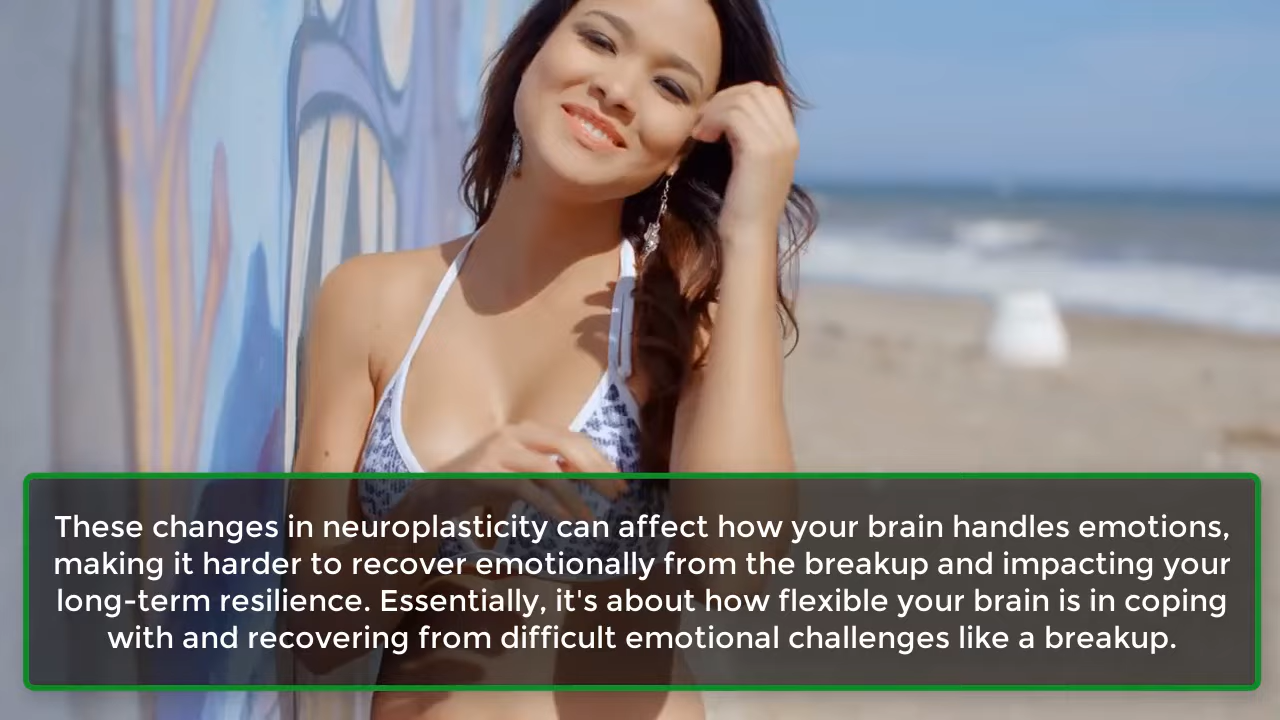 These changes in neuroplasticity can affect how your brain handles emotions,
making it harder to recover emotionally from the breakup and impacting your
long-term resilience. Essentially, it's about how flexible your brain is in coping
with and recovering from difficult emotional challenges like a breakup.